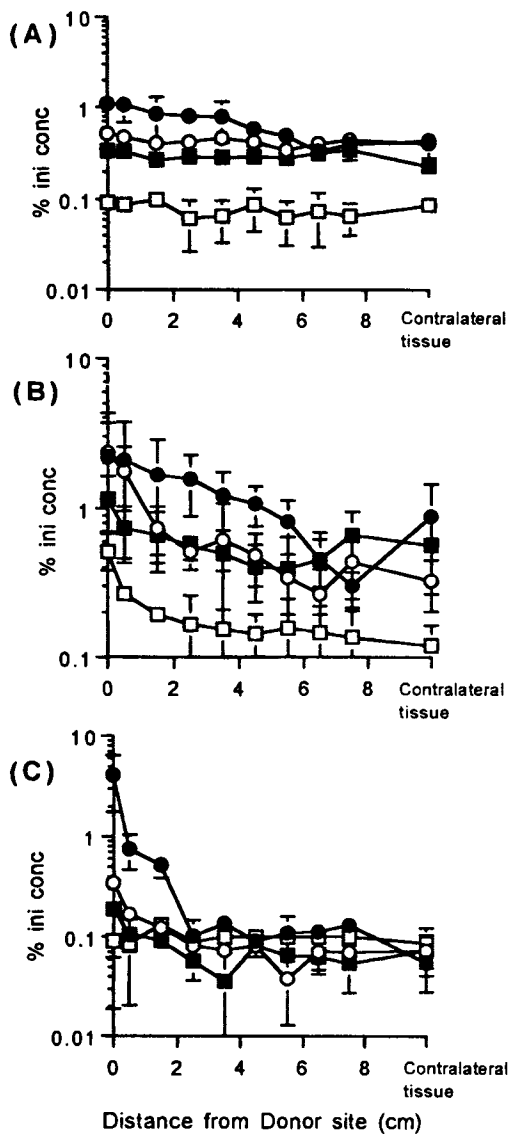 (A)
10
1
0.1
0.01
% ini conc
0 2 4 6 8 Contralateral
tissue
(B)
10
1
0.1
% ini conc
0 2 4 6 8 Contralateral
tissue
(C)
10
1
0.1
0.01
% ini conc
0 2 4 6 8 Contralateral
tissue
Distance from Donor site (cm)